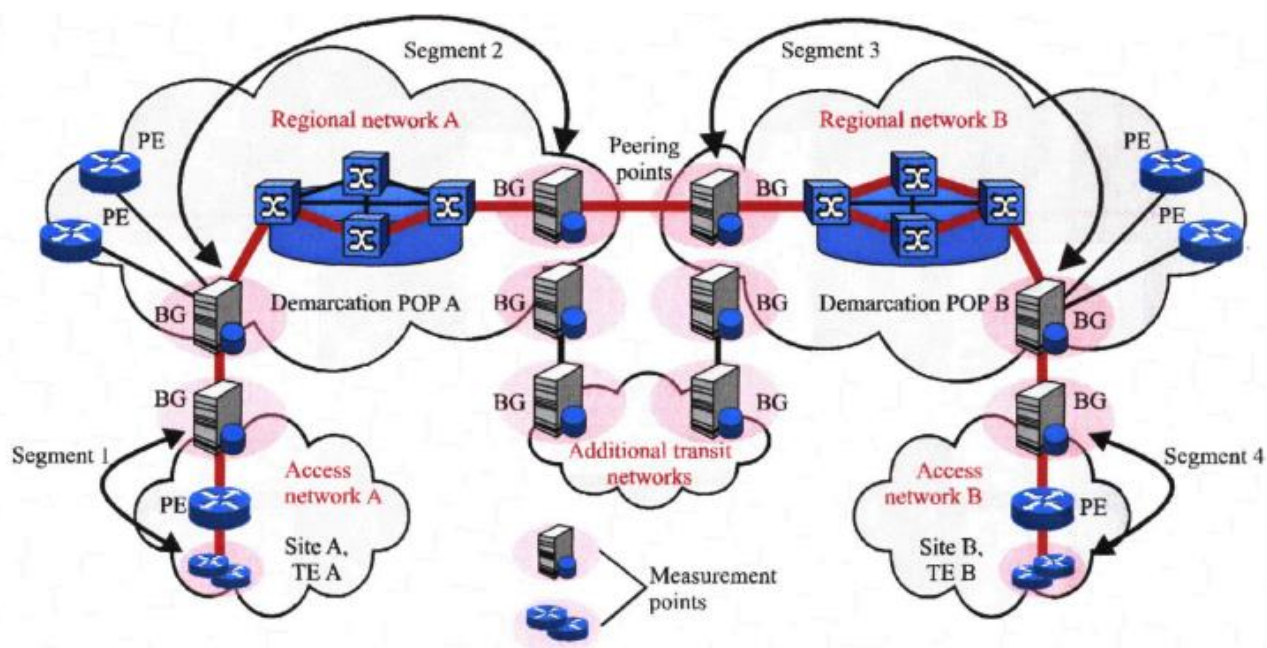 Segment 2
Segment 3
Regional network A
Regional network B
Peering
points
PE
PE
PE
PE
BG
BG
Demarcation POP A
Demarcation POP B
BG
BG
BG
BG
BG
BG
BG
BG
Segment 1
Segment 4
Access
network A
Additional transit
networks
Access
network B
PE
PE
Site A,
TE A
Site B,
TE B
Measurement
points